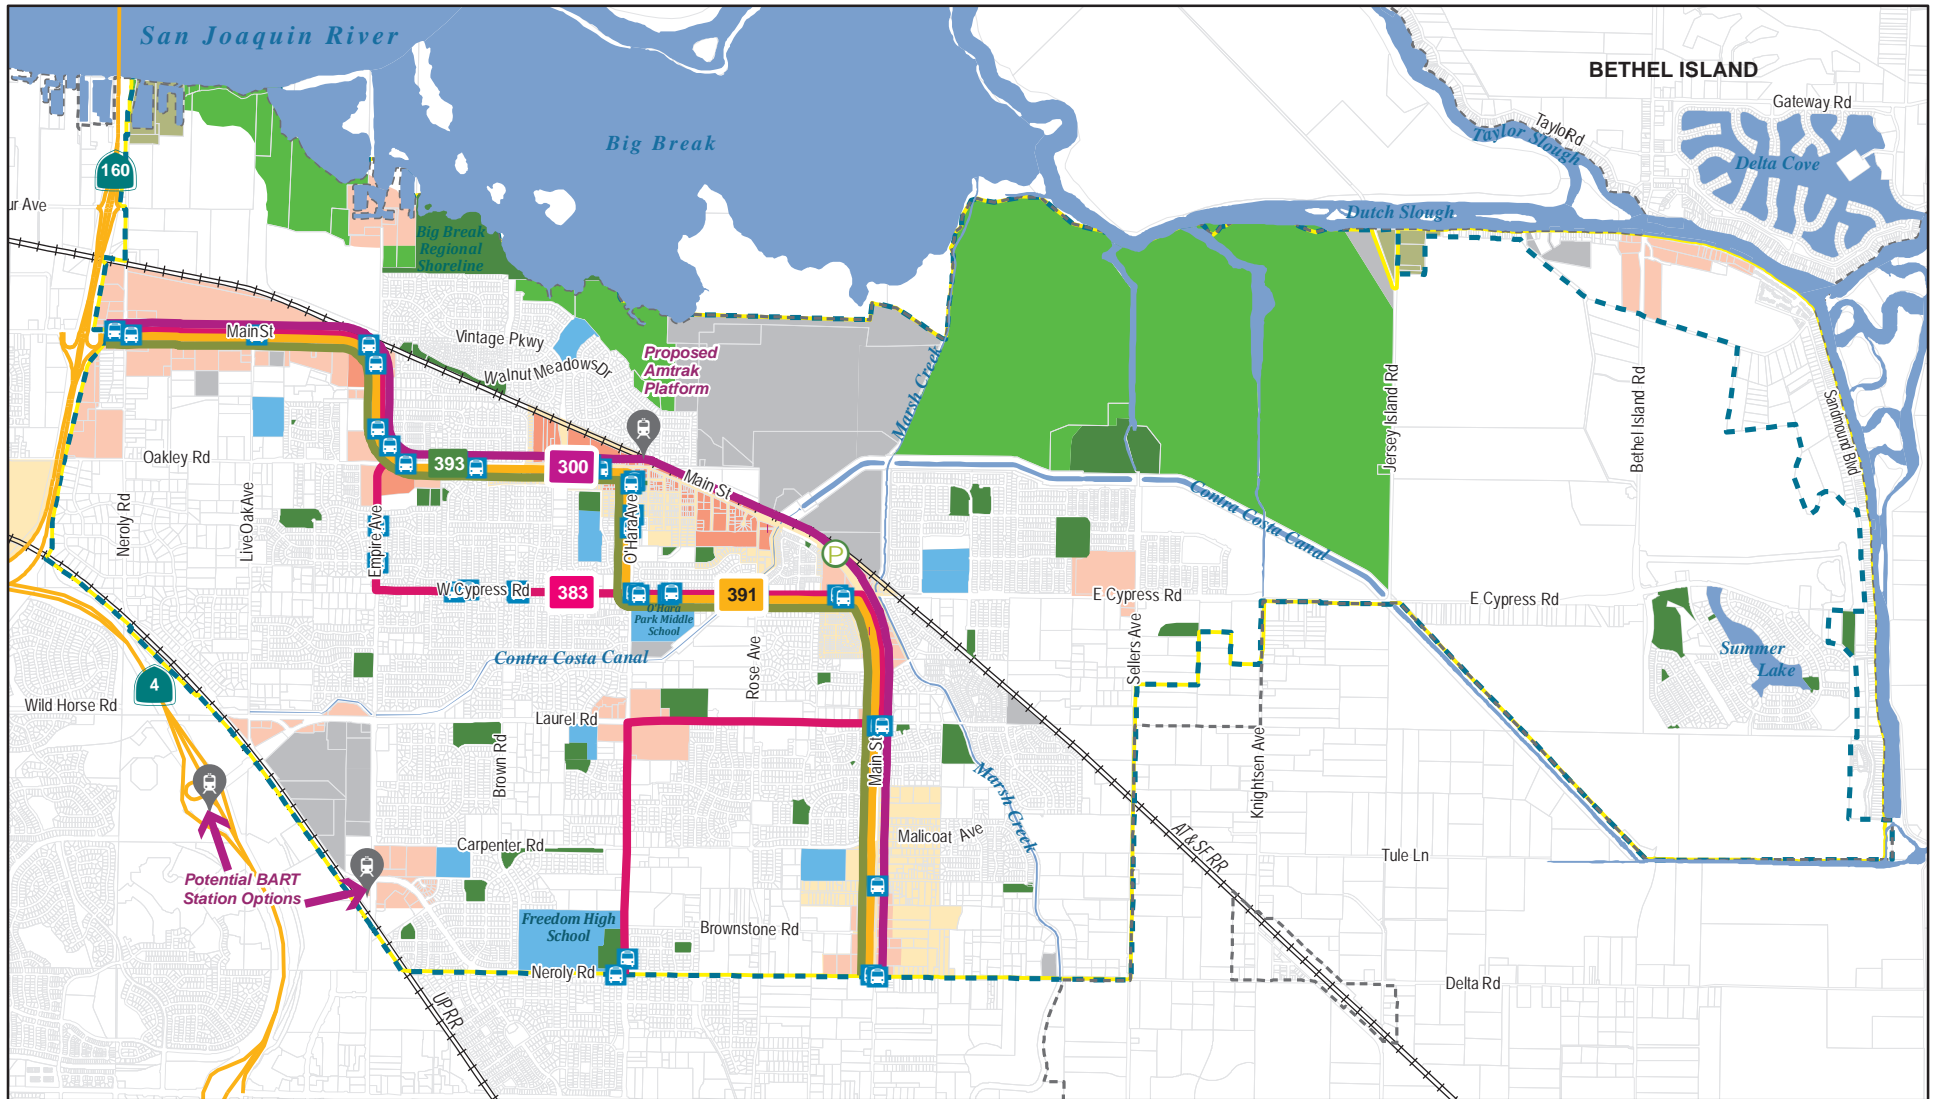 San Joaquin River
BETHEL ISLAND
Gateway Rd
Taylor Rd
Taylor Slough
Big Break
Delta Cove
160
ur Ave
Dutch Slough
Big Break
Regional
Shoreline
Main St
Vintage Pkwy
Walnut Meadows Dr
Proposed
Amtrak
Platform
Marsh Creek
Jersey Island Rd
Bethel Island Rd
Sandmound Blvd
Oakley Rd
393
300
Main St
Neroly Rd
Live Oak Ave
Empire Ave
O'Hara Ave
Contra Costa Canal
P
W Cypress Rd
383
391
E Cypress Rd
E Cypress Rd
O'Hara
Park Middle
School
Contra Costa Canal
Rose Ave
Sellers Ave
Summer
Lake
4
Wild Horse Rd
Laurel Rd
Brown Rd
Main St
Marsh Creek
Knightsen Ave
Malicoat Ave
Carpenter Rd
AT&SF RR
Tule Ln
Potential BART
Station Options
Freedom High
School
Brownstone Rd
Neroly Rd
Delta Rd
UPRR